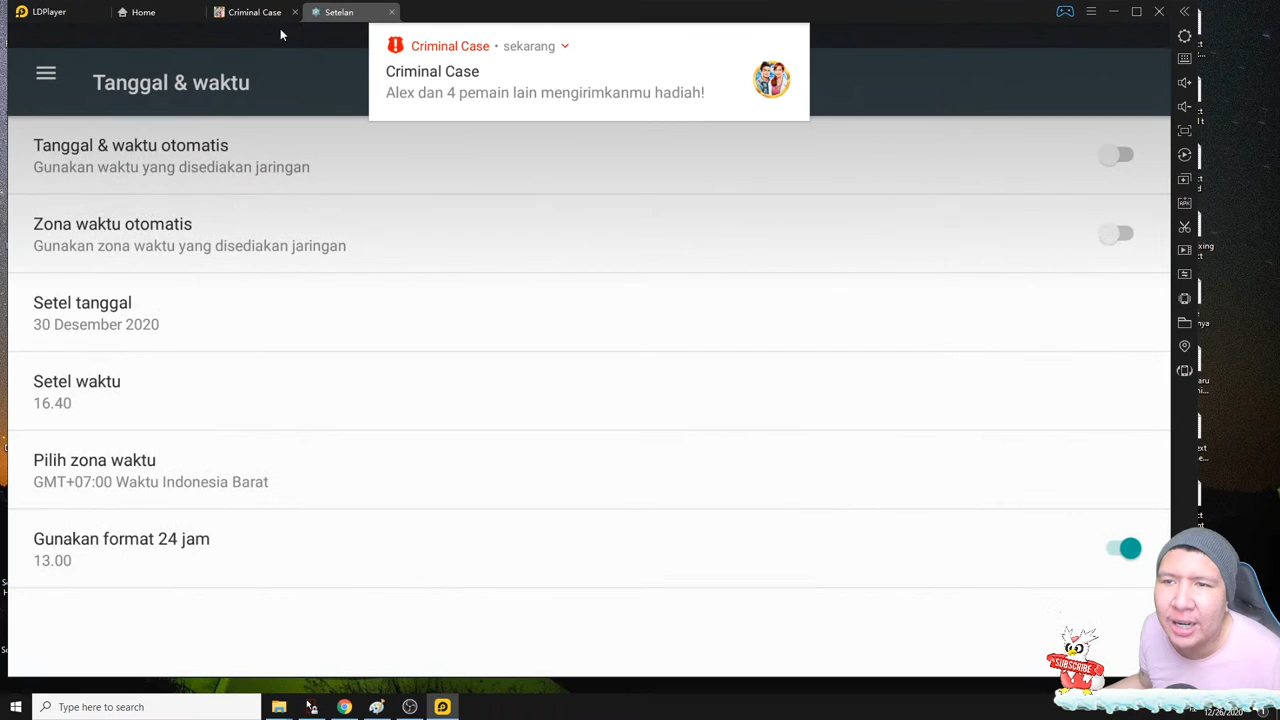 LDPlayer
Home
Criminal Case
Setelan
Criminal Case • sekarang
Criminal Case
Alex dan 4 pemain lain mengirimkanmu hadiah!
Tanggal & waktu
Tanggal & waktu otomatis
Gunakan waktu yang disediakan jaringan
Zona waktu otomatis
Gunakan zona waktu yang disediakan jaringan
Setel tanggal
30 Desember 2020
Setel waktu
16.40
Pilih zona waktu
GMT+07:00 Waktu Indonesia Barat
Gunakan format 24 jam
13.00
SUBSCRIBE
Type here to search
12/26/2020